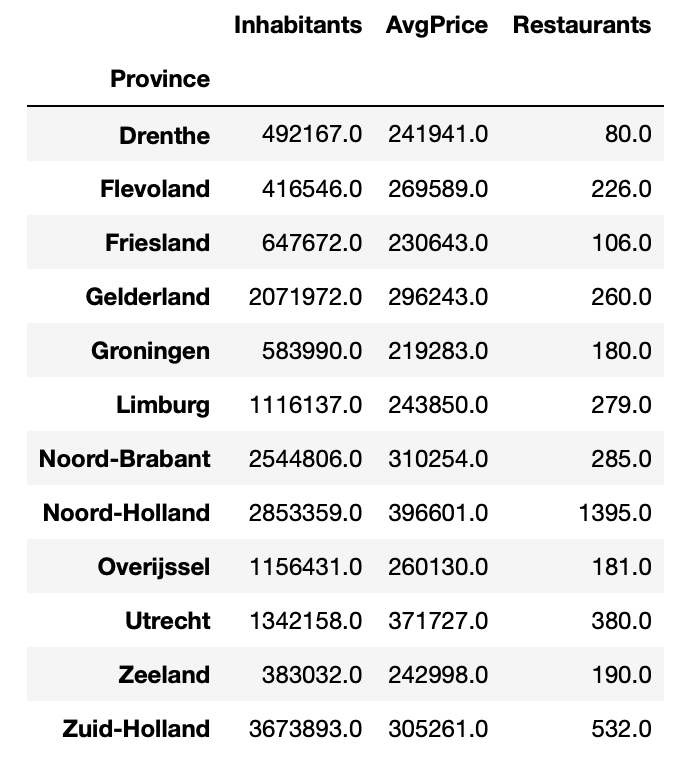 Inhabitants AvgPrice Restaurants
Province
Drenthe 492167.0 241941.0 80.0
Flevoland 416546.0 269589.0 226.0
Friesland 647672.0 230643.0 106.0
Gelderland 2071972.0 296243.0 260.0
Groningen 583990.0 219283.0 180.0
Limburg 1116137.0 243850.0 279.0
Noord-Brabant 2544806.0 310254.0 285.0
Noord-Holland 2853359.0 396601.0 1395.0
Overijssel 1156431.0 260130.0 181.0
Utrecht 1342158.0 371727.0 380.0
Zeeland 383032.0 242998.0 190.0
Zuid-Holland 3673893.0 305261.0 532.0